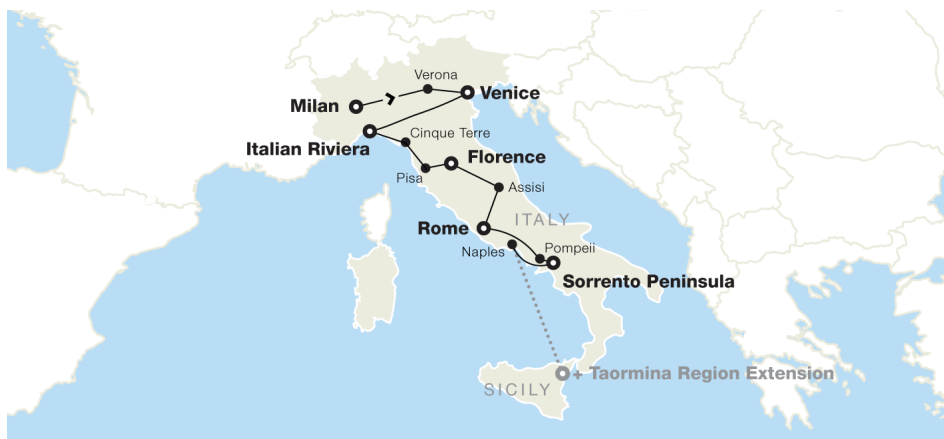 Verona
Milan
Venice
Italian Riviera
Cinque Terre
Florence
Pisa
Assisi
ITALY
Rome
Naples
Pompeii
Sorrento Peninsula
+ Taormina Region Extension
SICILY